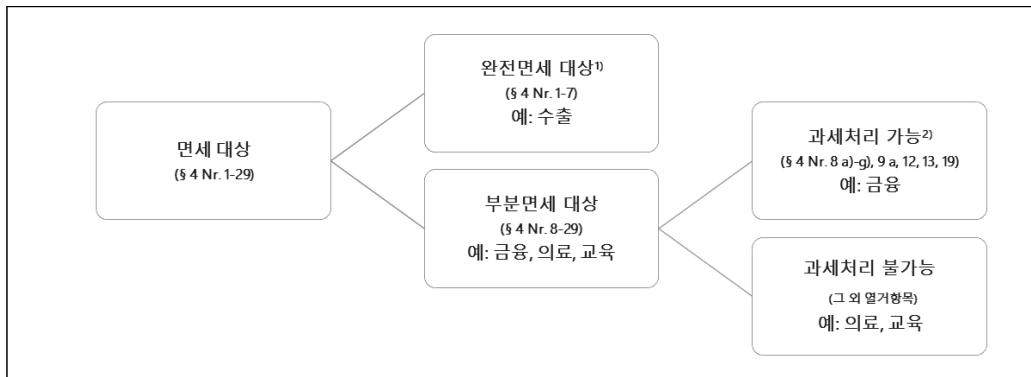 면세 대상
(§ 4 Nr. 1-29)
완전면세 대상¹⁾
(§ 4 Nr. 1-7)
예: 수출
부분면세 대상
(§ 4 Nr. 8-29)
예: 금융, 의료, 교육
과세처리 가능²⁾
(§ 4 Nr. 8 a)-g), 9 a, 12, 13, 19)
예: 금융
과세처리 불가능
(그 외 열거항목)
예: 의료, 교육